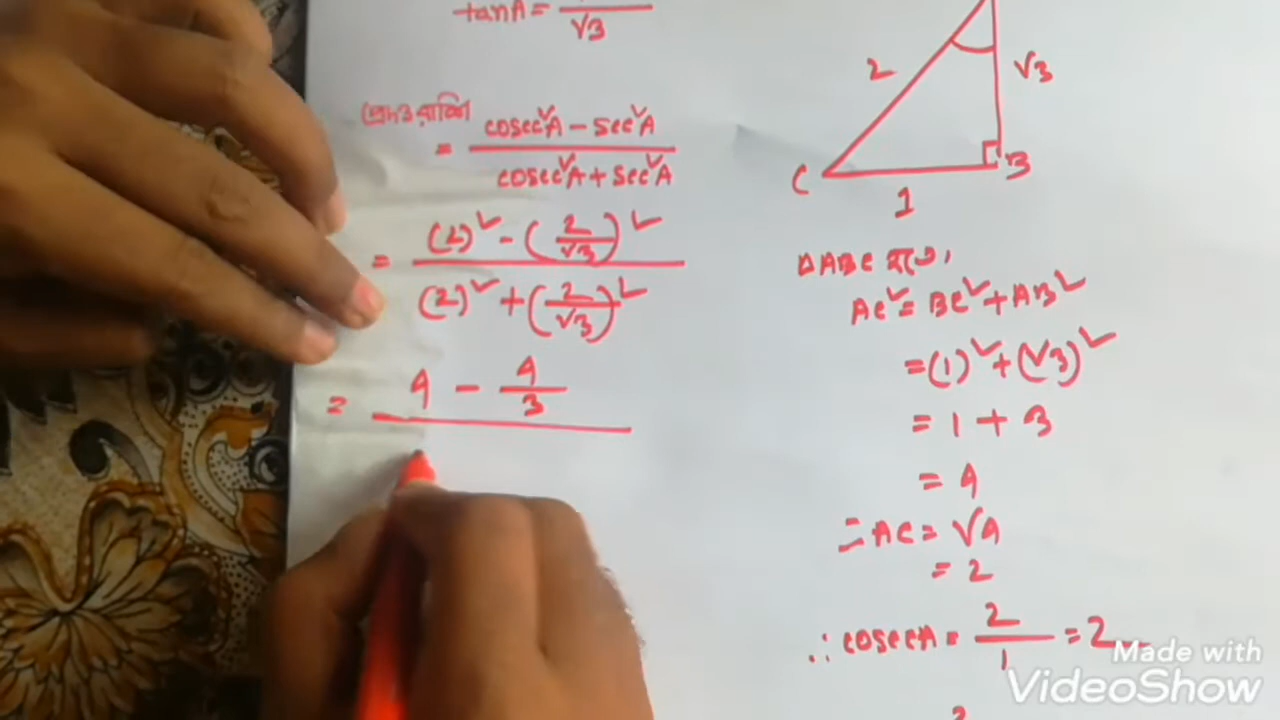 tanA = /√3
প্রদত্ত রাশি
= cosec²A - sec²A / cosec²A + sec²A
= (2)² - (2/√3)² / (2)² + (2/√3)²
= 4 - 4/3
2
√3
C
B
1
ΔABC হতে,
AC² = BC² + AB²
= (1)² + (√3)²
= 1 + 3
= 4
∴ AC = √4
= 2
∴ cosecA = 2/1 = 2
2
Made with
VideoShow